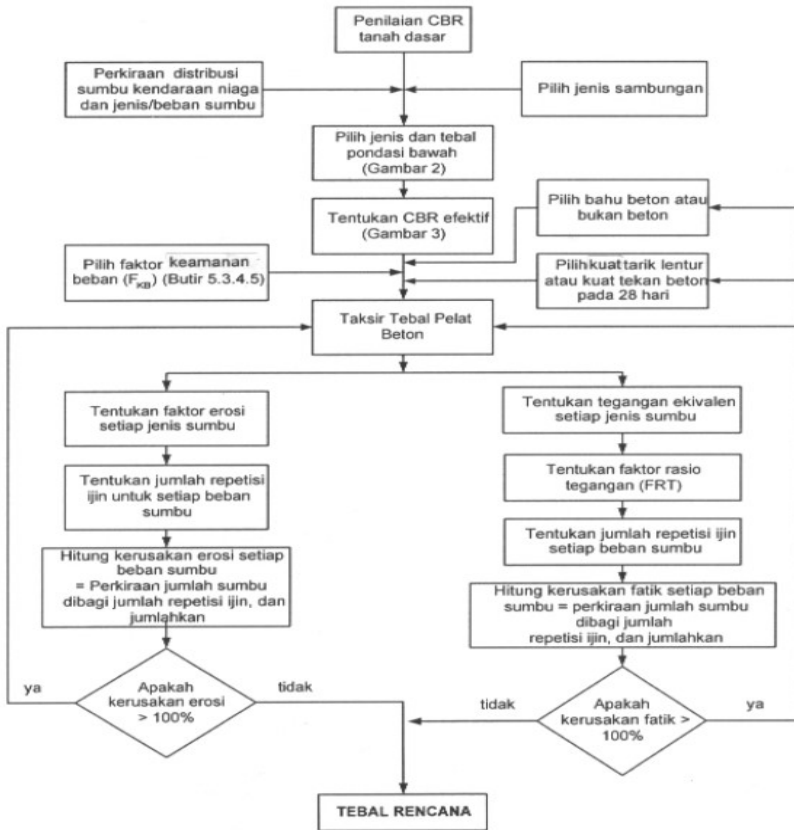 Penilaian CBR
tanah dasar
Perkiraan distribusi
sumbu kendaraan niaga
dan jenis/beban sumbu
Pilih jenis sambungan
Pilih jenis dan tebal
pondasi bawah
(Gambar 2)
Tentukan CBR efektif
(Gambar 3)
Pilih bahu beton atau
bukan beton
Pilih faktor keamanan
beban (FKB) (Butir 5.3.4.5)
Pilihkuat tarik lentur
atau kuat tekan beton
pada 28 hari
Taksir Tebal Pelat
Beton
Tentukan faktor erosi
setiap jenis sumbu
Tentukan jumlah repetisi
ijin untuk setiap beban
sumbu
Hitung kerusakan erosi setiap
beban sumbu
= Perkiraan jumlah sumbu
dibagi jumlah repetisi ijin, dan
jumlahkan
ya
Apakah
kerusakan erosi
> 100%
tidak
Tentukan tegangan ekivalen
setiap jenis sumbu
Tentukan faktor rasio
tegangan (FRT)
Tentukan jumlah repetisi ijin
setiap beban sumbu
Hitung kerusakan fatik setiap beban
sumbu = perkiraan jumlah sumbu
dibagi jumlah
repetisi ijin, dan jumlahkan
tidak
Apakah
kerusakan fatik >
100%
ya
TEBAL RENCANA